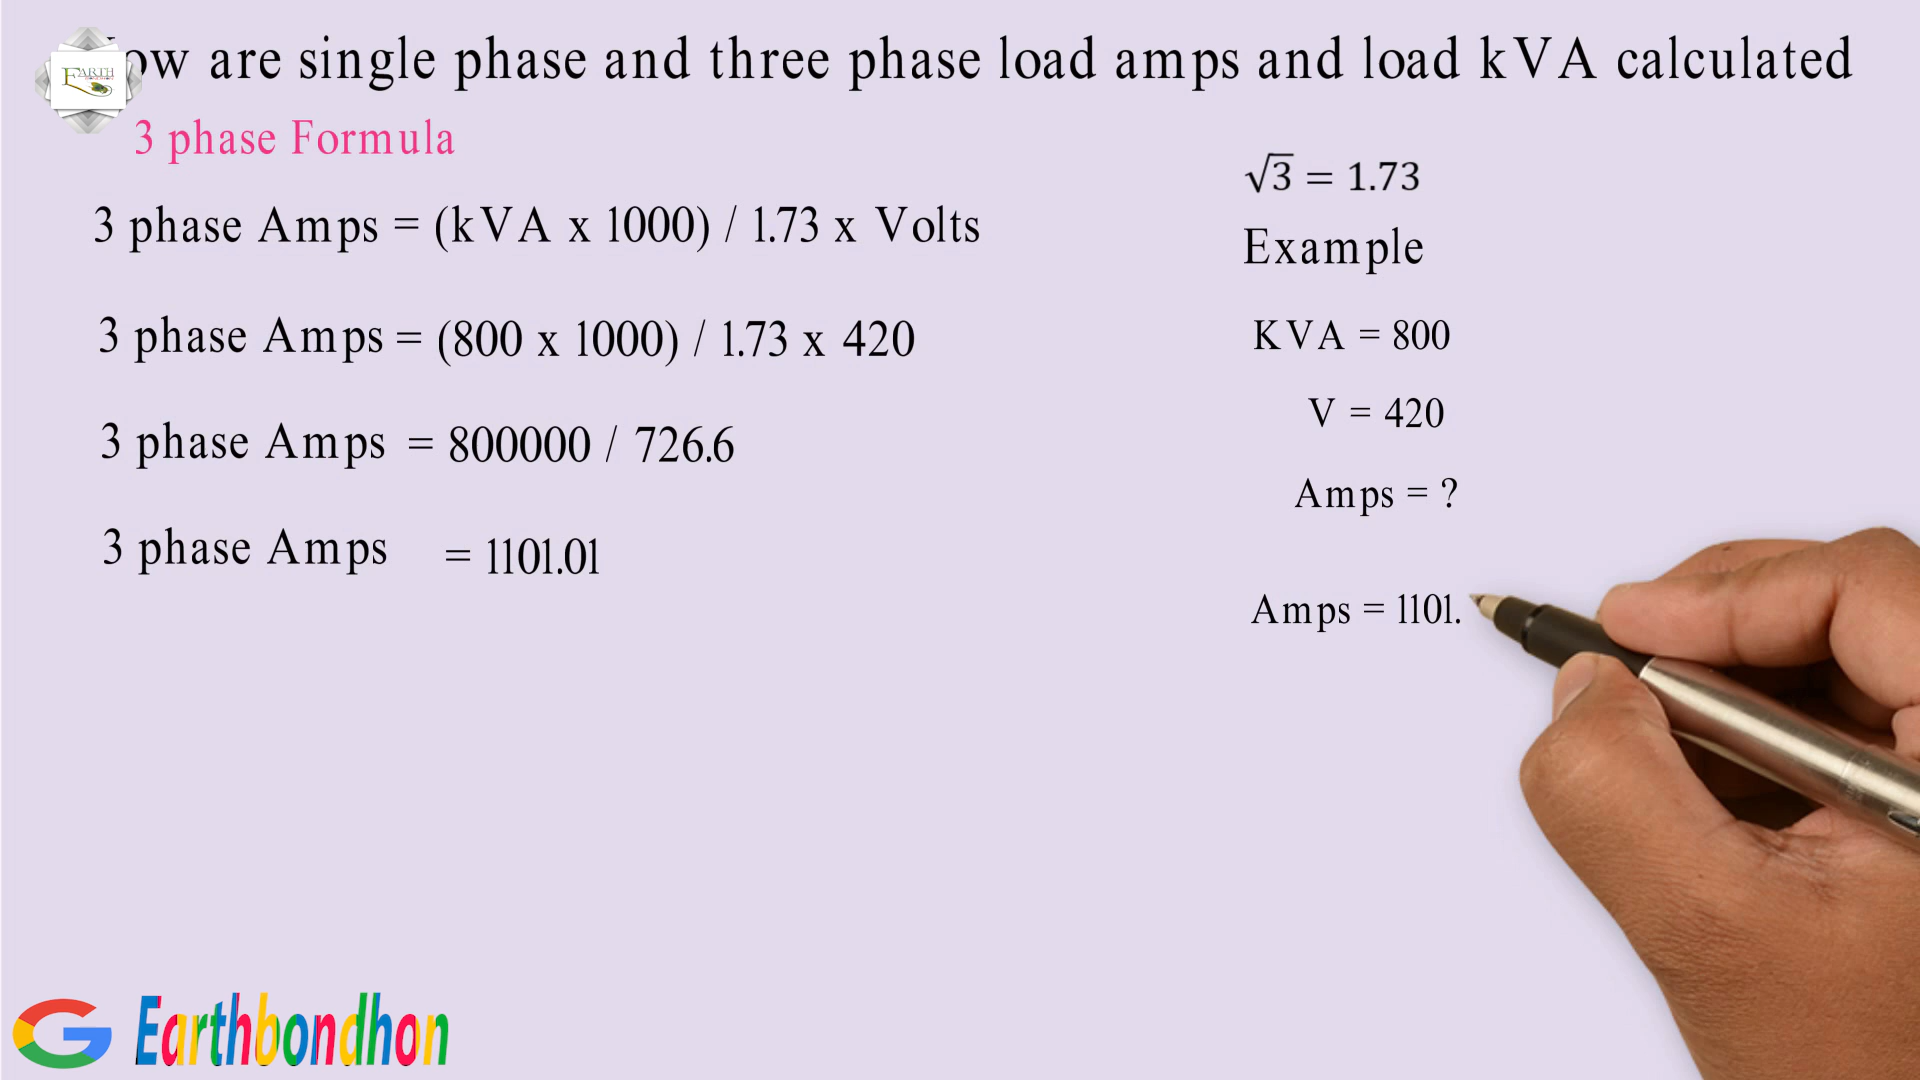 ow are single phase and three phase load amps and load kVA calculated
EARTH
3 phase Formula
3 phase Amps = (kVA x 1000) / 1.73 x Volts
3 phase Amps = (800 x 1000) / 1.73 x 420
3 phase Amps = 800000 / 726.6
3 phase Amps = 1101.01
√3 = 1.73
Example
KVA = 800
V = 420
Amps = ?
Amps = 1101.
Earthbondhon